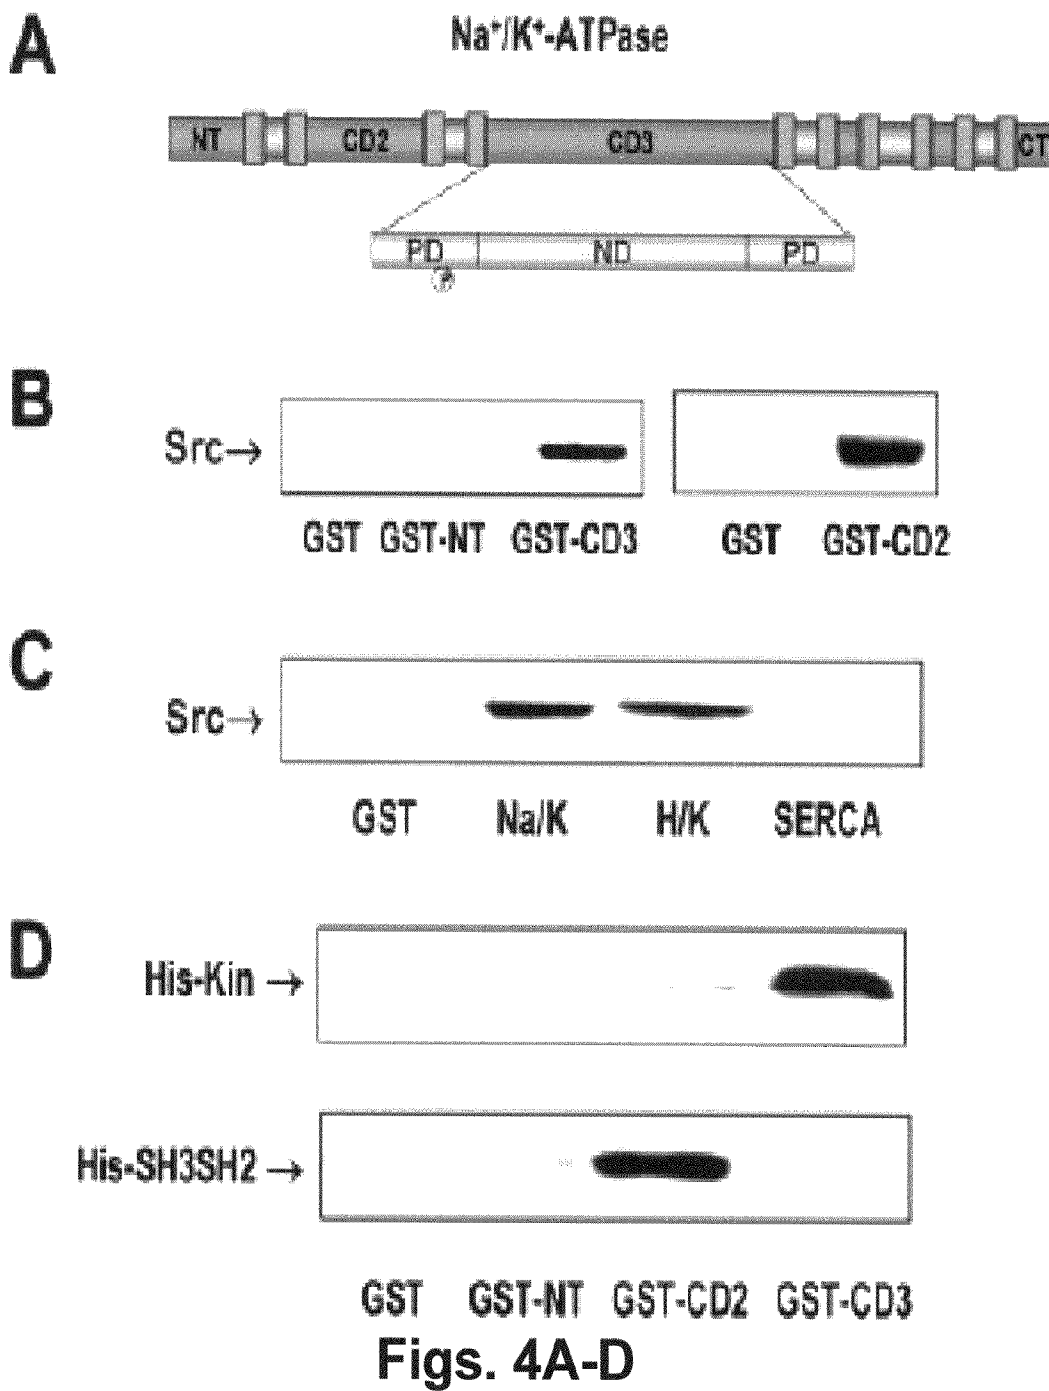 A
Na⁺/K⁺-ATPase
NT CD2 CD3 CT
PD ND PD
P
B
Src→
GST GST-NT GST-CD3 GST GST-CD2
C
Src→
GST Na/K H/K SERCA
D
His-Kin →
His-SH3SH2 →
GST GST-NT GST-CD2 GST-CD3
Figs. 4A-D